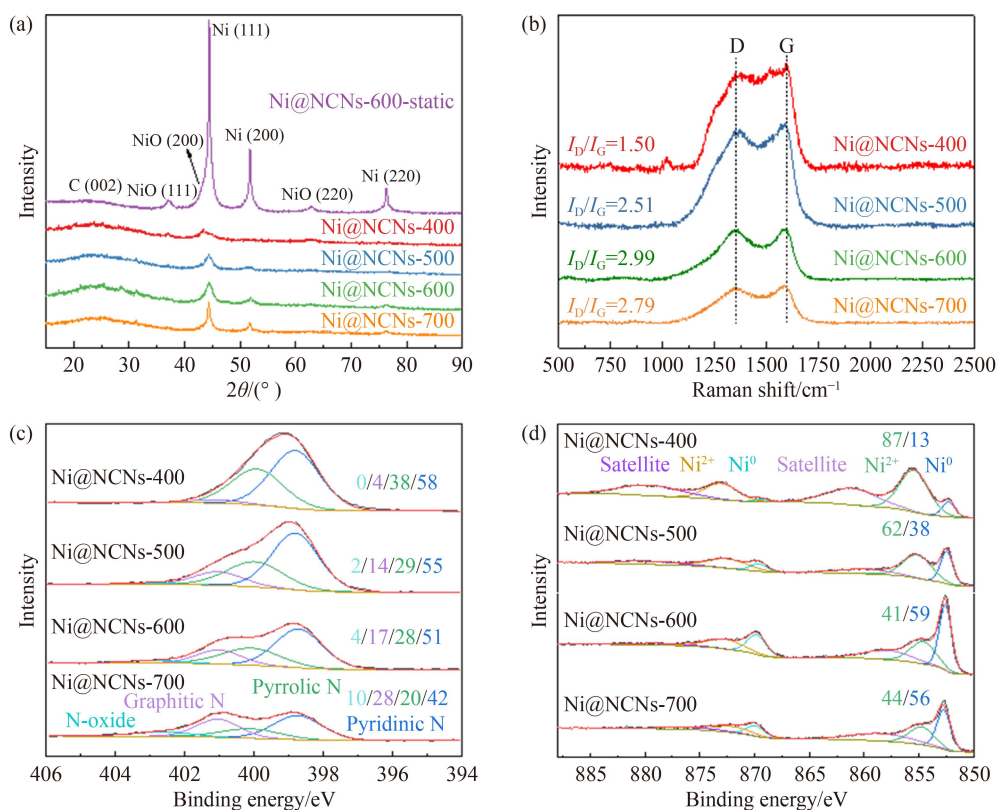 (a)
Ni (111)
Ni@NCNs-600-static
NiO (200)
Ni (200)
C (002)
NiO (111)
NiO (220)
Ni (220)
Ni@NCNs-400
Ni@NCNs-500
Ni@NCNs-600
Ni@NCNs-700
Intensity
20 30 40 50 60 70 80 90
2θ/(° )
(b)
D G
I_D/I_G=1.50 Ni@NCNs-400
I_D/I_G=2.51 Ni@NCNs-500
I_D/I_G=2.99 Ni@NCNs-600
I_D/I_G=2.79 Ni@NCNs-700
Intensity
500 750 1000 1250 1500 1750 2000 2250 2500
Raman shift/cm⁻¹
(c)
Ni@NCNs-400
0/4/38/58
Ni@NCNs-500
2/14/29/55
Ni@NCNs-600
4/17/28/51
Ni@NCNs-700
10/28/20/42
Graphitic N
Pyrrolic N
N-oxide
Pyridinic N
Intensity
406 404 402 400 398 396 394
Binding energy/eV
(d)
Ni@NCNs-400
87/13
Satellite Ni²⁺ Ni⁰ Satellite Ni²⁺ Ni⁰
Ni@NCNs-500
62/38
Ni@NCNs-600
41/59
Ni@NCNs-700
44/56
Intensity
885 880 875 870 865 860 855 850
Binding energy/eV